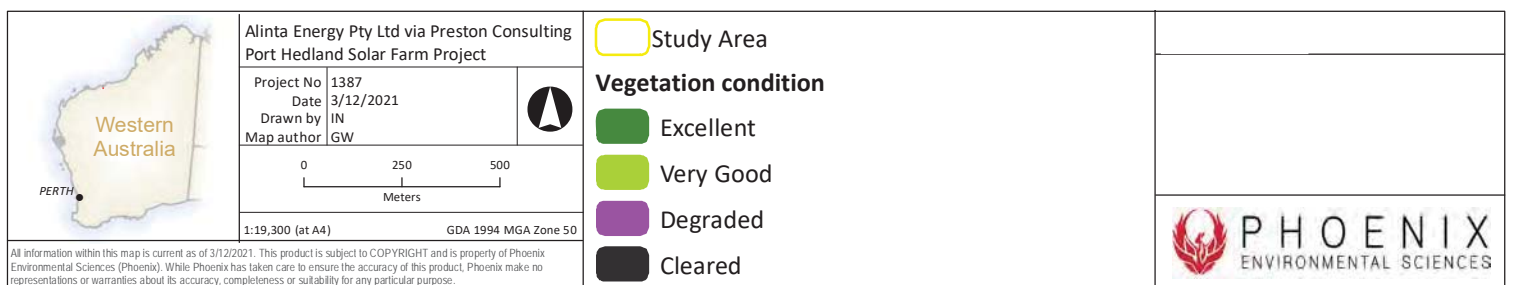 Western
Australia
PERTH
Alinta Energy Pty Ltd via Preston Consulting
Port Hedland Solar Farm Project
Project No 1387
Date 3/12/2021
Drawn by IN
Map author GW
0 250 500
Meters
1:19,300 (at A4) GDA 1994 MGA Zone 50
All information within this map is current as of 3/12/2021. This product is subject to COPYRIGHT and is property of Phoenix
Environmental Sciences (Phoenix). While Phoenix has taken care to ensure the accuracy of this product, Phoenix make no
representations or warranties about its accuracy, completeness or suitability for any particular purpose.
Study Area
Vegetation condition
Excellent
Very Good
Degraded
Cleared
PHOENIX
ENVIRONMENTAL SCIENCES